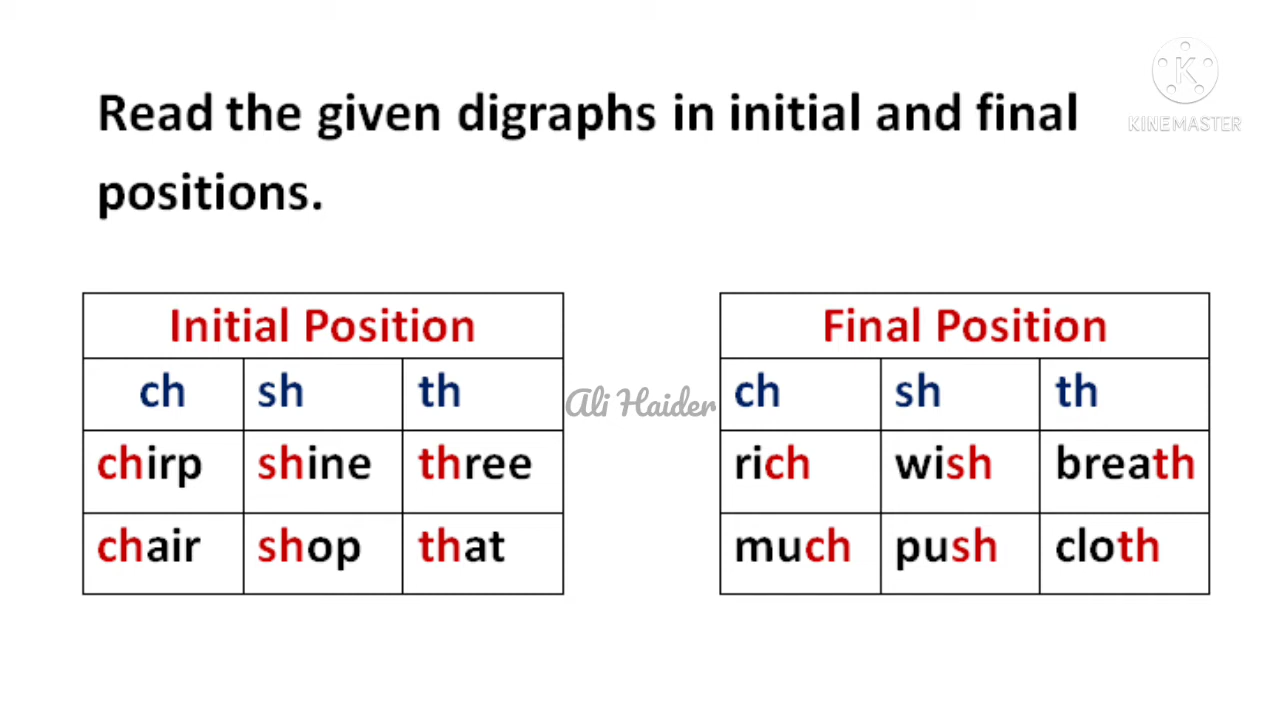 Read the given digraphs in initial and final
positions.
KINEMASTER
Initial Position
ch sh th
chirp shine three
chair shop that
Ali Haider
Final Position
ch sh th
rich wish breath
much push cloth